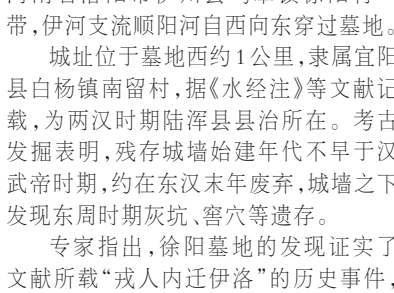 带,伊河支流顺阳河自西向东穿过墓地。
城址位于墓地西约1公里,隶属宜阳
县白杨镇南留村,据《水经注》等文献记
载,为两汉时期陆浑县县治所在。考古
发掘表明,残存城墙始建年代不早于汉
武帝时期,约在东汉末年废弃,城墙之下
发现东周时期灰坑、窖穴等遗存。
专家指出,徐阳墓地的发现证实了
文献所载“戎人内迁伊洛”的历史事件,